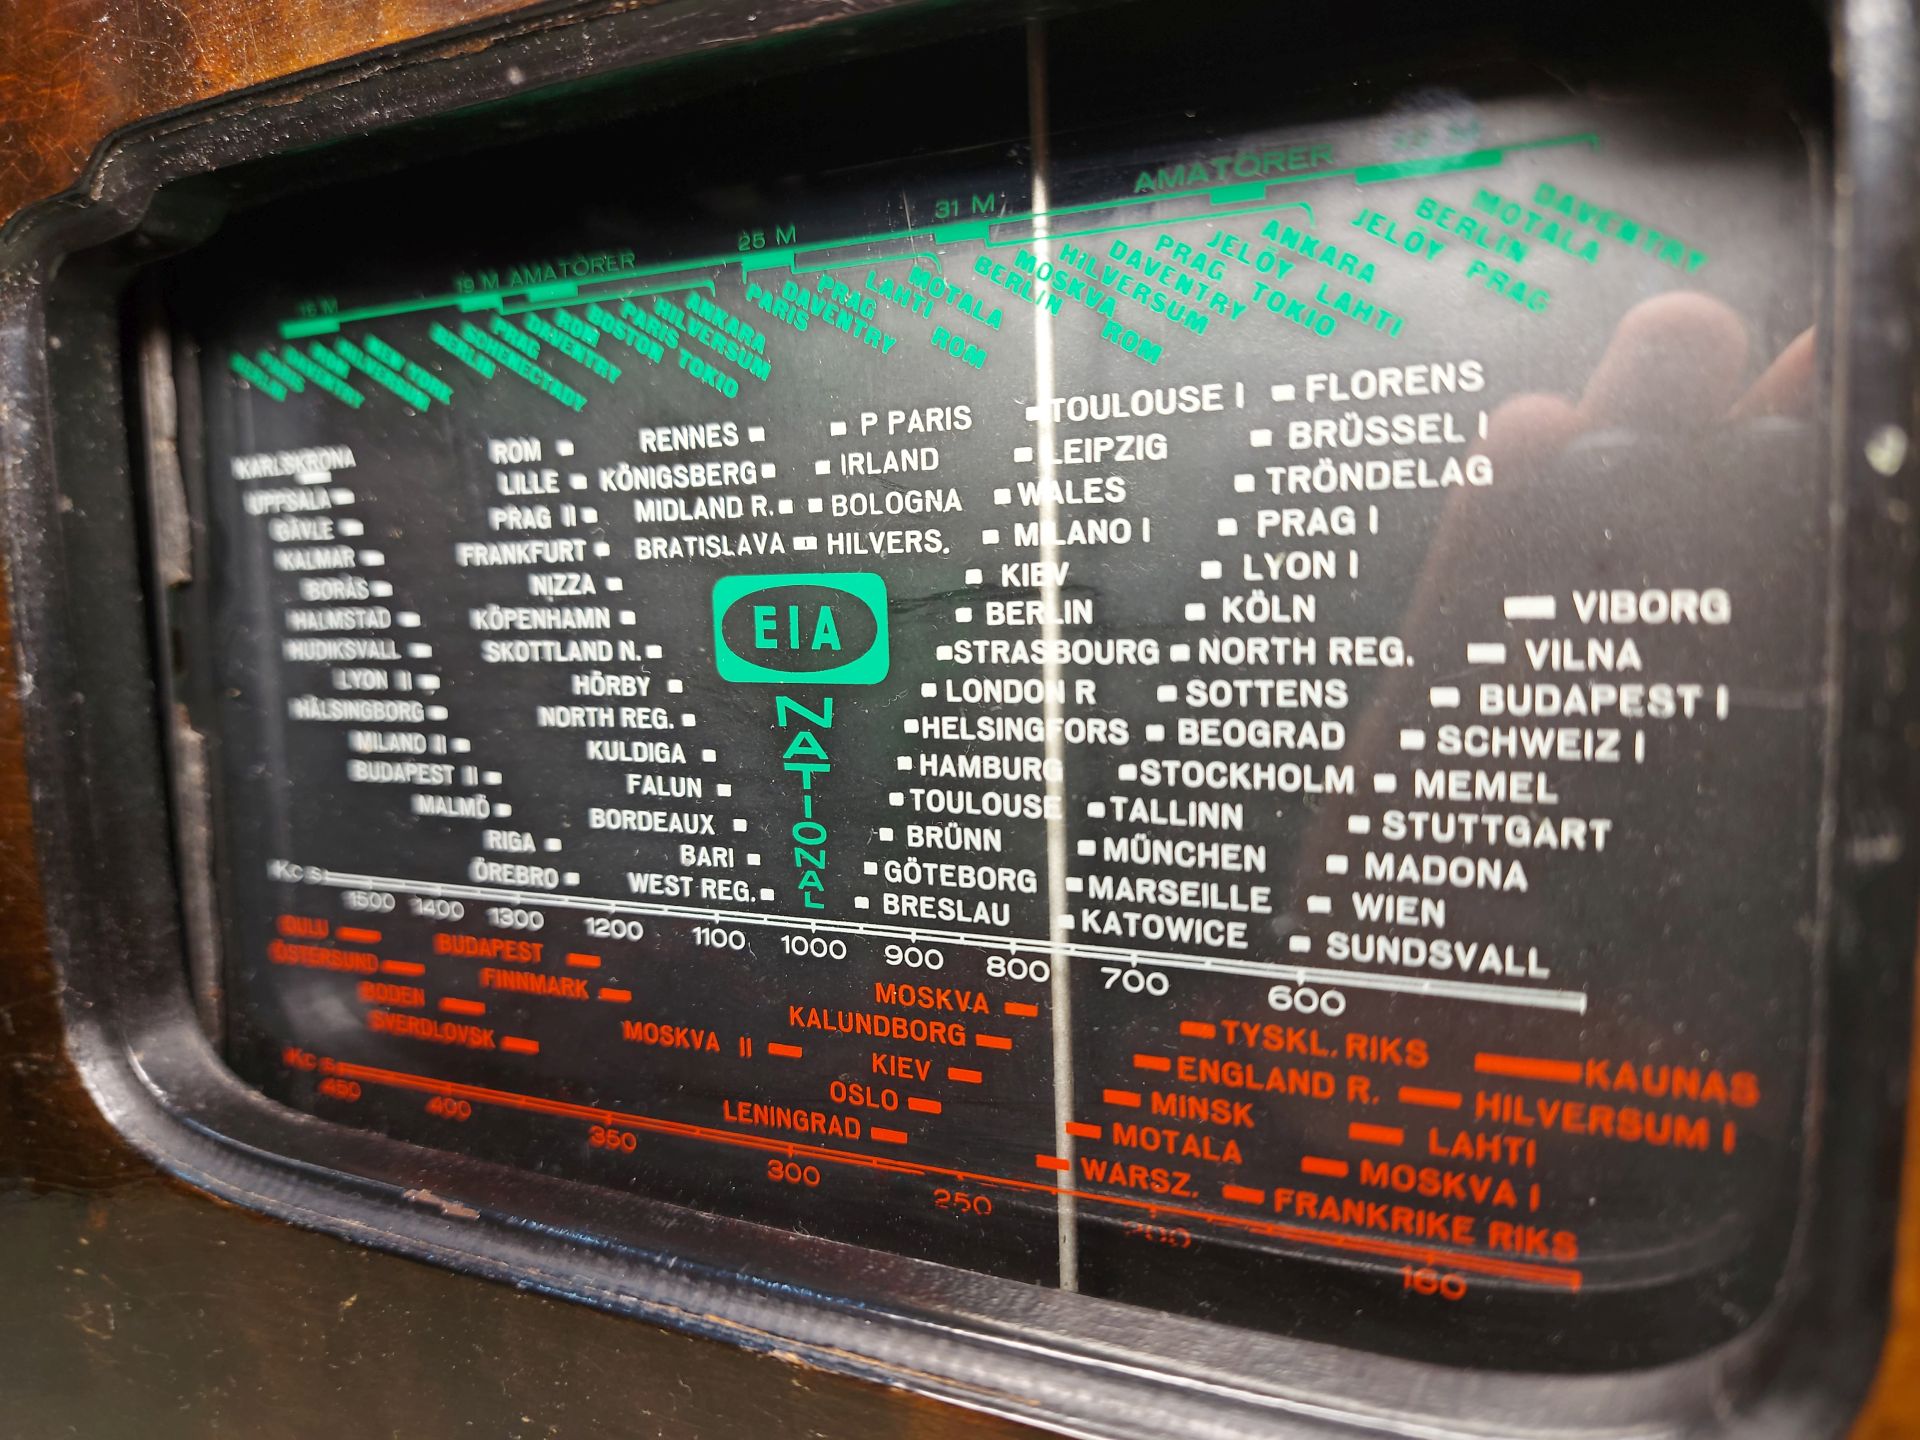 AMATÖRER
31 M
25 M
19 M AMATÖRER
15 M
DAVENTRY
MOTALA
BERLIN
JELÖY PRAG
ANKARA
JELÖY LAHTI
PRAG TOKIO
DAVENTRY
HILVERSUM
MOSKVA ROM
BERLIN
MOTALA
LAHTI ROM
PRAG
DAVENTRY
PARIS
ANKARA
HILVERSUM
PARIS TOKIO
BOSTON
ROM
DAVENTRY
PRAG
SCHENECTADY
BERLIN
NEW YORK
HILVERSUM
ROM
DAVENTRY
KARLSKRONA
UPPSALA
GÄVLE
KALMAR
BORÅS
HALMSTAD
HUDIKSVALL
LYON II
HÄLSINGBORG
MILANO II
BUDAPEST II
MALMÖ
RIGA
ÖREBRO
ROM
LILLE
PRAG II
FRANKFURT
NIZZA
KÖPENHAMN
SKOTTLAND N.
HÖRBY
NORTH REG.
KULDIGA
FALUN
BORDEAUX
BARI
WEST REG.
RENNES
KÖNIGSBERG
MIDLAND R.
BRATISLAVA
EIA
NATIONAL
P PARIS
IRLAND
BOLOGNA
HILVERS.
TOULOUSE I
LEIPZIG
WALES
MILANO I
KIEV
BERLIN
STRASBOURG
LONDON R
HELSINGFORS
HAMBURG
TOULOUSE
BRÜNN
GÖTEBORG
BRESLAU
FLORENS
BRÜSSEL I
TRÖNDELAG
PRAG I
LYON I
KÖLN
NORTH REG.
SOTTENS
BEOGRAD
STOCKHOLM
TALLINN
MÜNCHEN
MARSEILLE
KATOWICE
VIBORG
VILNA
BUDAPEST I
SCHWEIZ I
MEMEL
STUTTGART
MADONA
WIEN
SUNDSVALL
Kc s
1500 1400 1300 1200 1100 1000 900 800 700 600
OULU
ÖSTERSUND
BODEN
SVERDLOVSK
BUDAPEST
FINNMARK
MOSKVA II
MOSKVA
KALUNDBORG
KIEV
OSLO
LENINGRAD
TYSKL. RIKS
ENGLAND R.
MINSK
MOTALA
WARSZ.
KAUNAS
HILVERSUM I
LAHTI
MOSKVA I
FRANKRIKE RIKS
Kc s
450 400 350 300 250 200 160